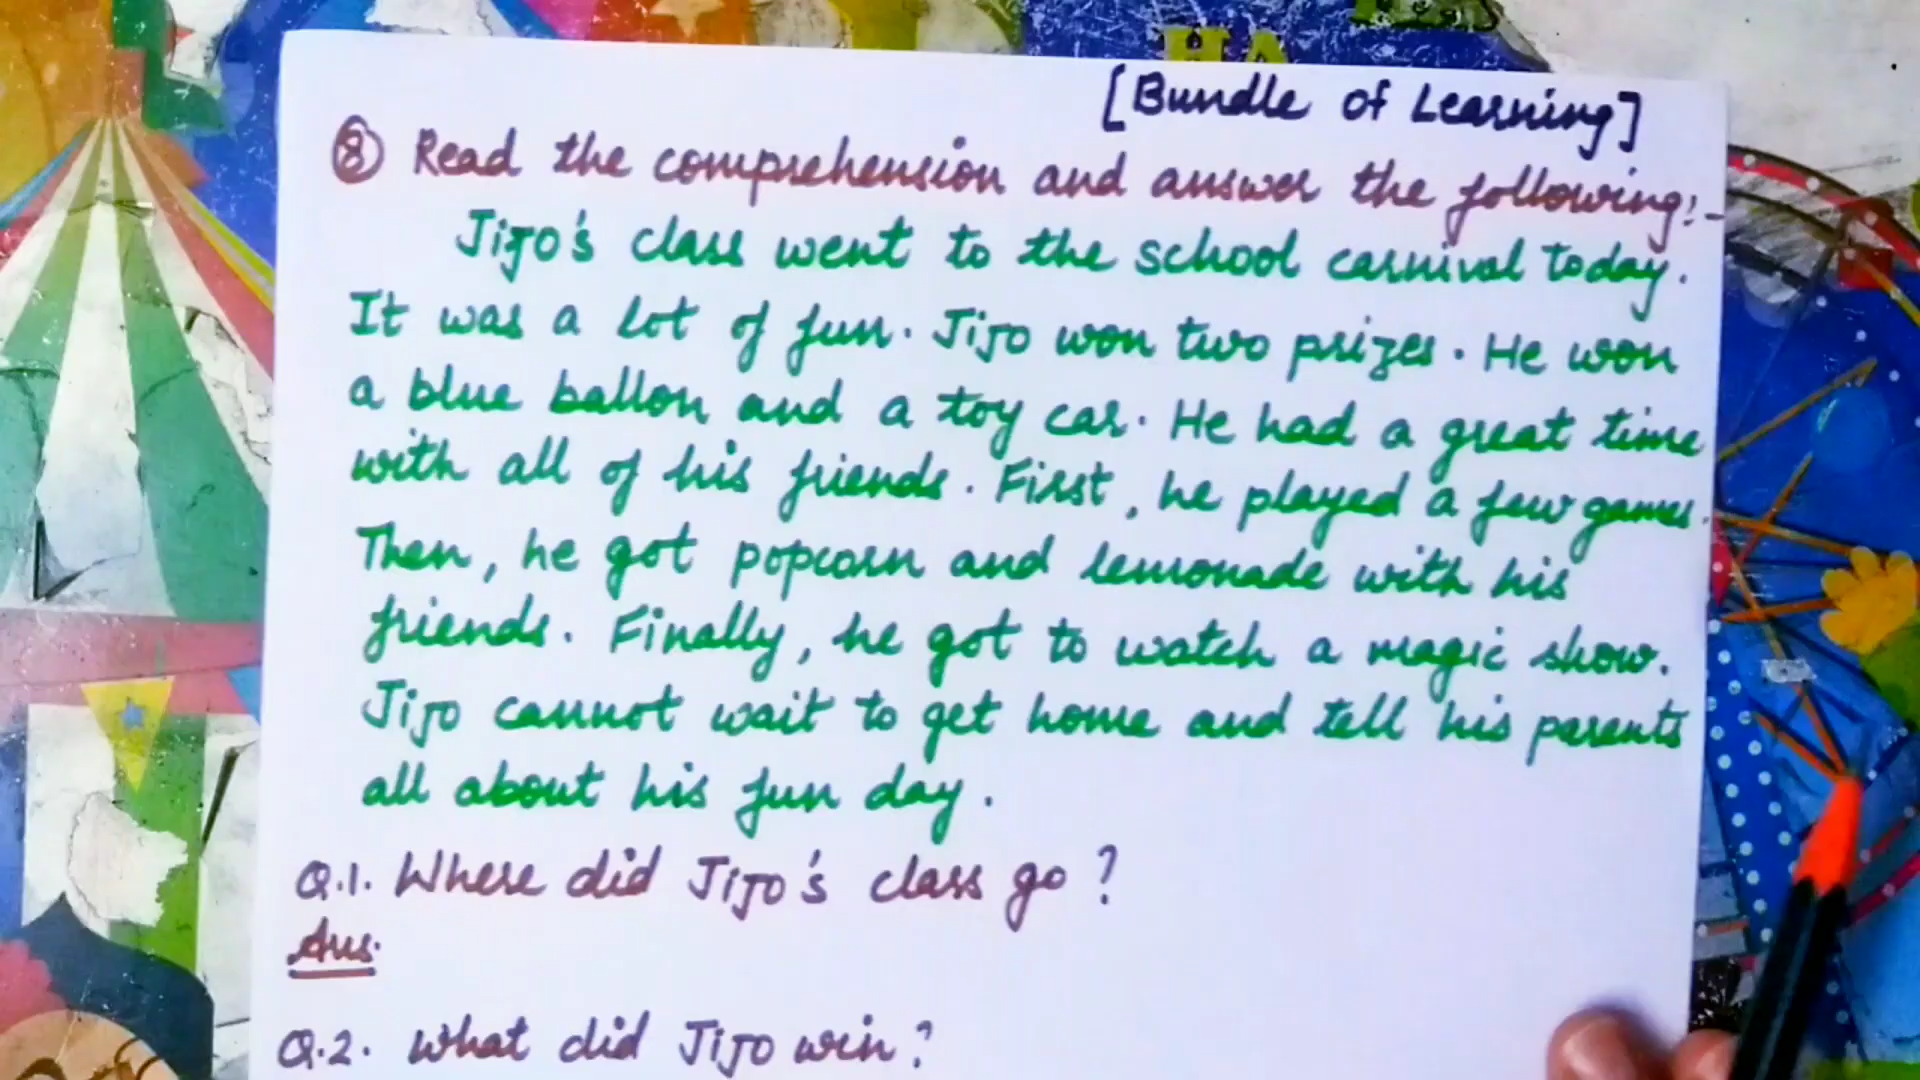 HA
[Bundle of Learning]
8 Read the comprehension and answer the following:-
Jijo's class went to the school carnival today.
It was a lot of fun. Jijo won two prizes. He won
a blue ballon and a toy car. He had a great time
with all of his friends. First, he played a few games.
Then, he got popcorn and lemonade with his
friends. Finally, he got to watch a magic show.
Jijo cannot wait to get home and tell his parents
all about his fun day.
Q.1. Where did Jijo's class go?
Ans.
Q.2. What did Jijo win?